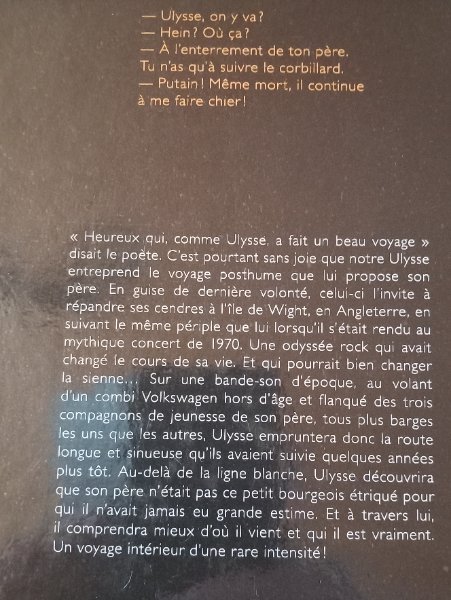 — Ulysse, on y va?
— Hein? Où ça?
— À l'enterrement de ton père.
Tu n'as qu'à suivre le corbillard.
— Putain! Même mort, il continue
à me faire chier!
« Heureux qui, comme Ulysse, a fait un beau voyage »
disait le poète. C'est pourtant sans joie que notre Ulysse
entreprend le voyage posthume que lui propose son
père. En guise de dernière volonté, celui-ci l'invite à
répandre ses cendres à l'île de Wight, en Angleterre, en
suivant le même périple que lui lorsqu'il s'était rendu au
mythique concert de 1970. Une odyssée rock qui avait
changé le cours de sa vie. Et qui pourrait bien changer
la sienne... Sur une bande-son d'époque, au volant
d'un combi Volkswagen hors d'âge et flanqué des trois
compagnons de jeunesse de son père, tous plus barges
les uns que les autres, Ulysse empruntera donc la route
longue et sinueuse qu'ils avaient suivie quelques années
plus tôt. Au-delà de la ligne blanche, Ulysse découvrira
que son père n'était pas ce petit bourgeois étriqué pour
qui il n'avait jamais eu grande estime. Et à travers lui,
il comprendra mieux d'où il vient et qui il est vraiment.
Un voyage intérieur d'une rare intensité!